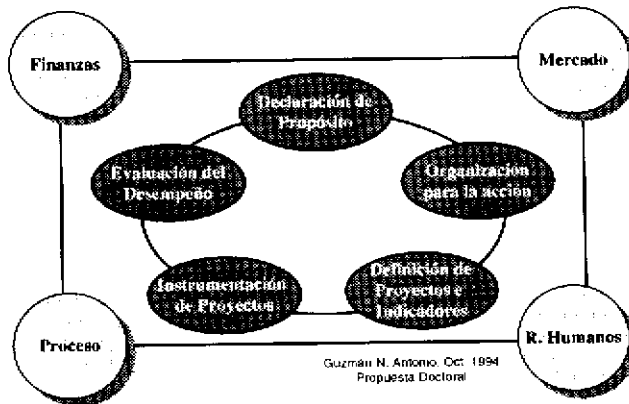 Finanzas
Mercado
Declaración de
Propósito
Evaluación del
Desempeño
Organización
para la acción
Instrumentación
de Proyectos
Definición de
Proyectos e
Indicadores
Proceso
R. Humanos
Guzmán N. Antonio, Oct. 1994
Propuesta Doctoral